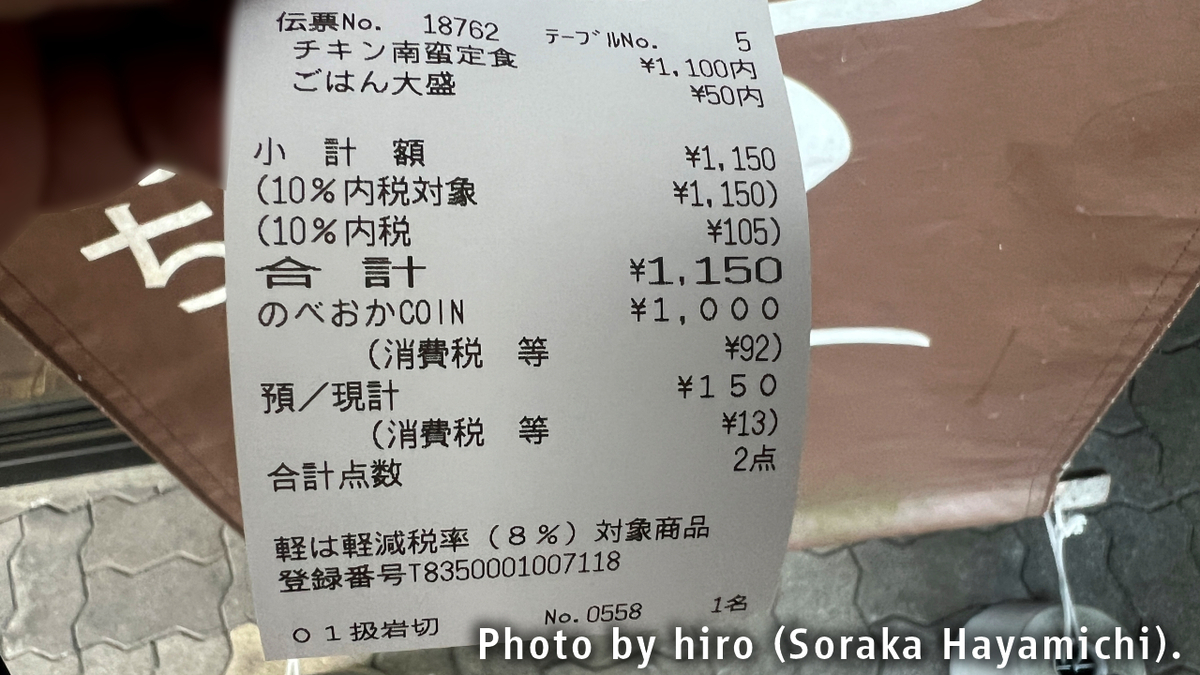 伝票No. 18762 テーブルNo. 5
チキン南蛮定食 ¥1,100内
ごはん大盛 ¥50内
小計額 ¥1,150
(10%内税対象 ¥1,150)
(10%内税 ¥105)
合計 ¥1,150
のべおかCOIN ¥1,000
(消費税 等 ¥92)
預/現計 ¥150
(消費税 等 ¥13)
合計点数 2点
軽は軽減税率(8%)対象商品
登録番号T8350001007118
01扱岩切 No.0558 1名
ち
Photo by hiro (Soraka Hayamichi).